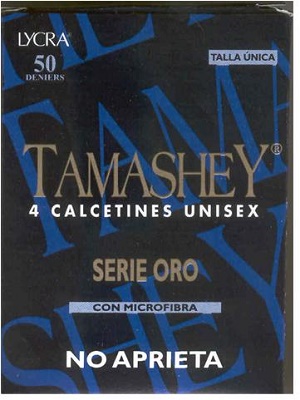 LYCRA®
50
DENIERS
TALLA ÚNICA
TAMASHEY®
4 CALCETINES UNISEX
SERIE ORO
CON MICROFIBRA
NO APRIETA